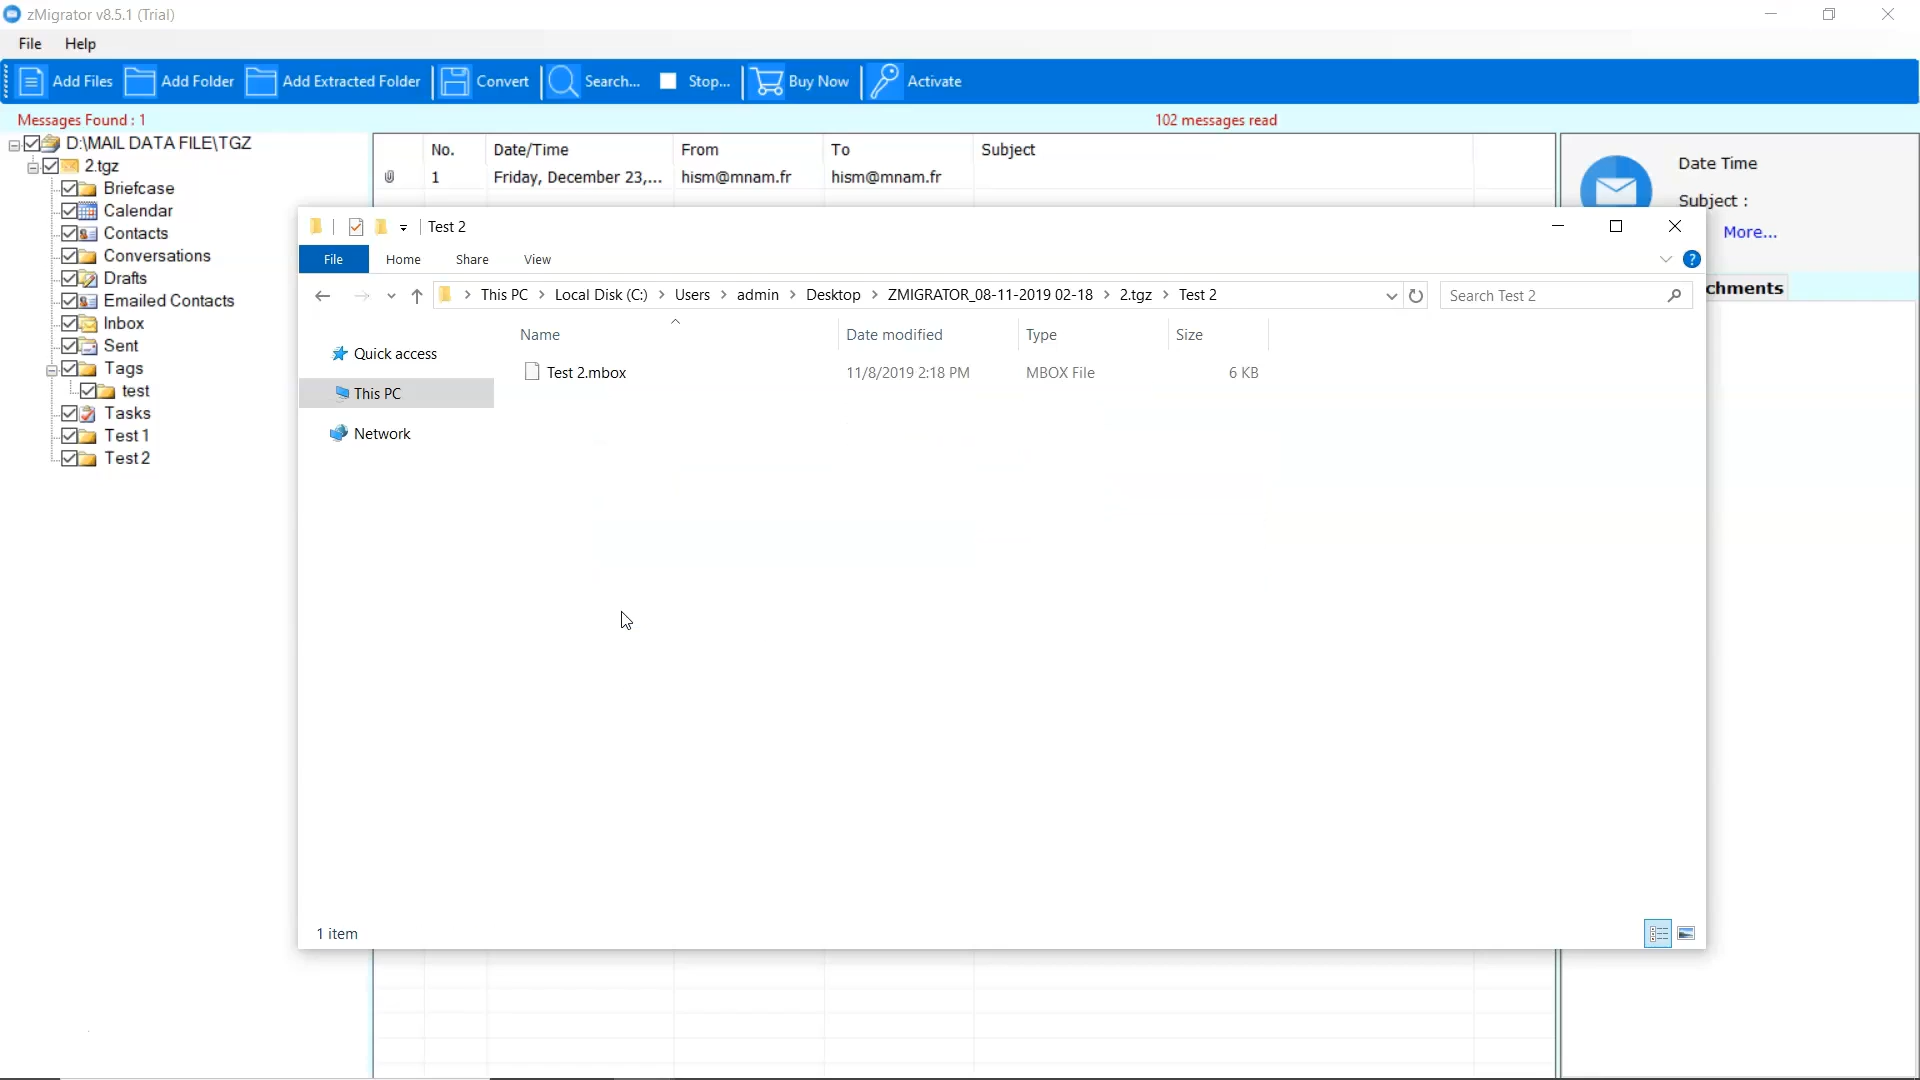 zMigrator v8.5.1 (Trial)
File Help
Add Files Add Folder Add Extracted Folder Convert Search... Stop... Buy Now Activate
Messages Found : 1
102 messages read
D:\MAIL DATA FILE\TGZ
2.tgz
Briefcase
Calendar
Contacts
Conversations
Drafts
Emailed Contacts
Inbox
Sent
Tags
test
Tasks
Test 1
Test 2
No. Date/Time From To Subject
1 Friday, December 23,... hism@mnam.fr hism@mnam.fr
Date Time
Subject :
More...
chments
Test 2
File Home Share View
This PC Local Disk (C:) Users admin Desktop ZMIGRATOR_08-11-2019 02-18 2.tgz Test 2
Search Test 2
Quick access
This PC
Network
Name Date modified Type Size
Test 2.mbox 11/8/2019 2:18 PM MBOX File 6 KB
1 item